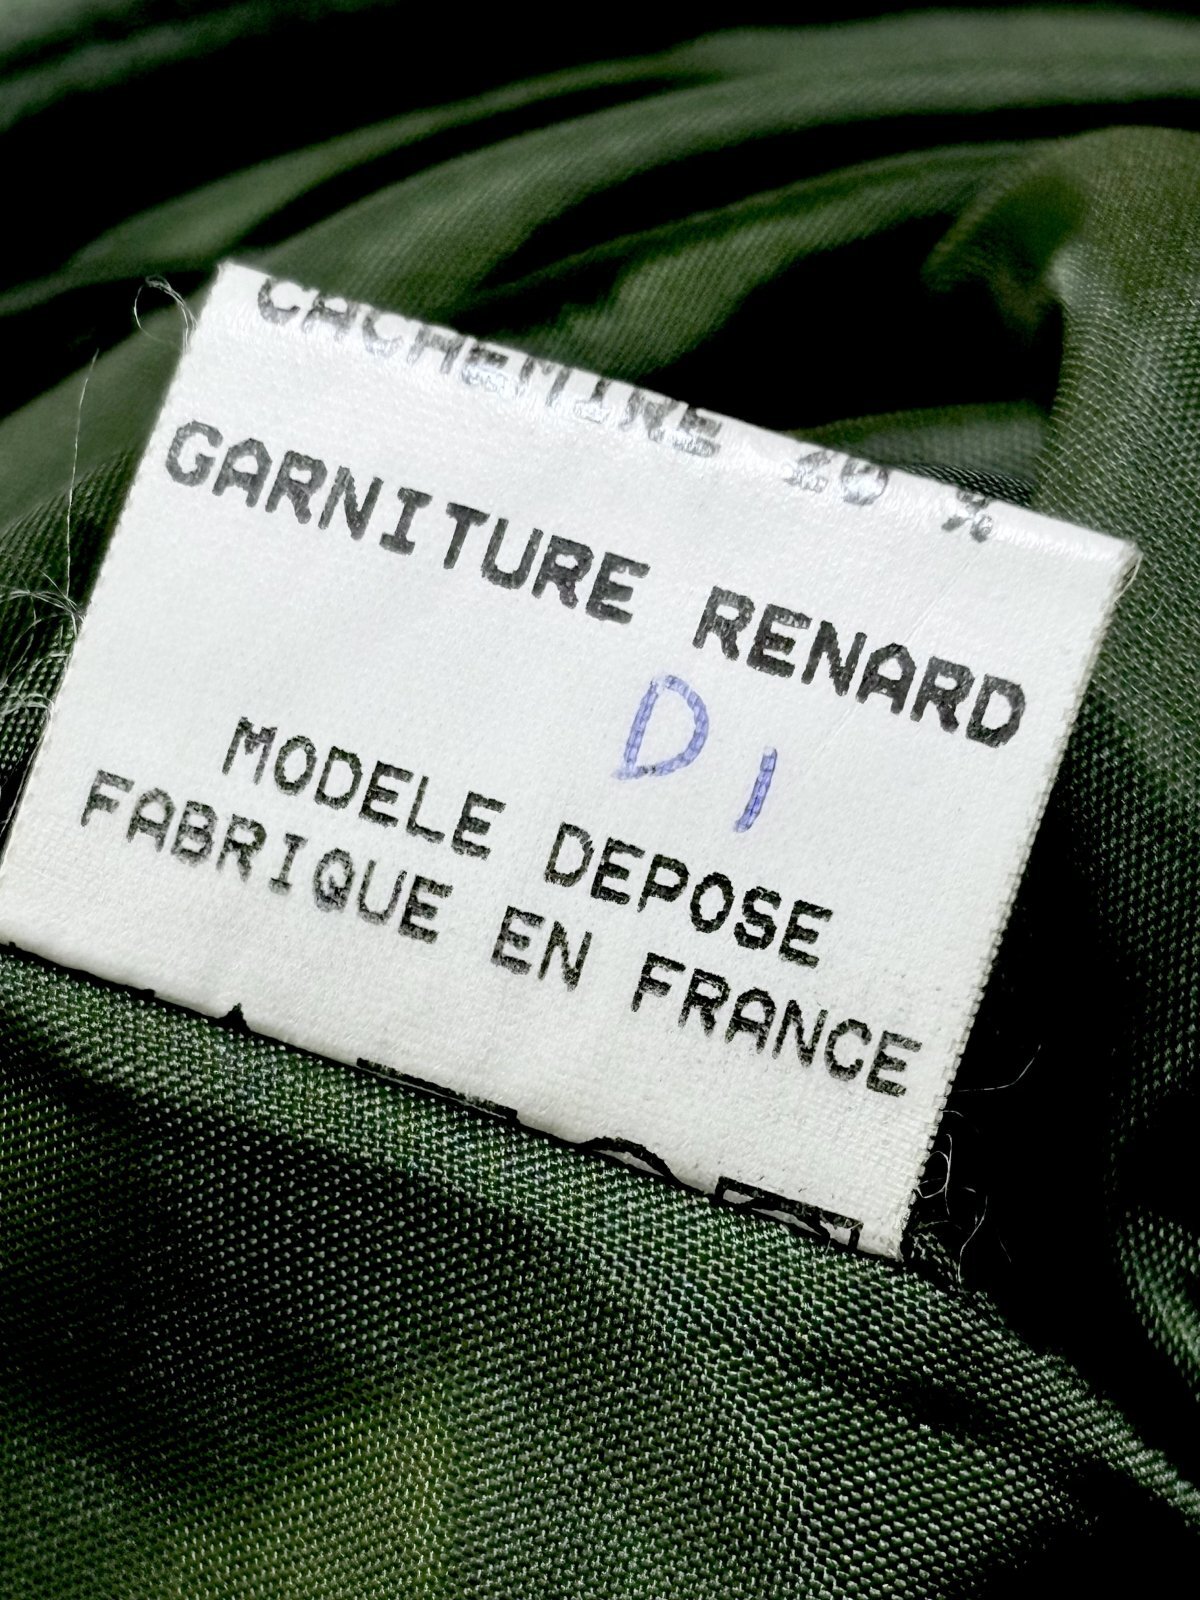 CACHEMIRE 20 %
GARNITURE RENARD
D1
MODELE DEPOSE
FABRIQUE EN FRANCE